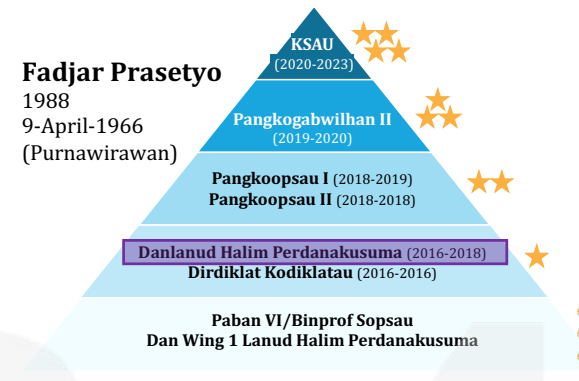 Fadjar Prasetyo
1988
9-April-1966
(Purnawirawan)
KSAU
(2020-2023)
Pangkogabwilhan II
(2019-2020)
Pangkoopsau I (2018-2019)
Pangkoopsau II (2018-2018)
Danlanud Halim Perdanakusuma (2016-2018)
Dirdiklat Kodiklatau (2016-2016)
Paban VI/Binprof Sopsau
Dan Wing 1 Lanud Halim Perdanakusuma